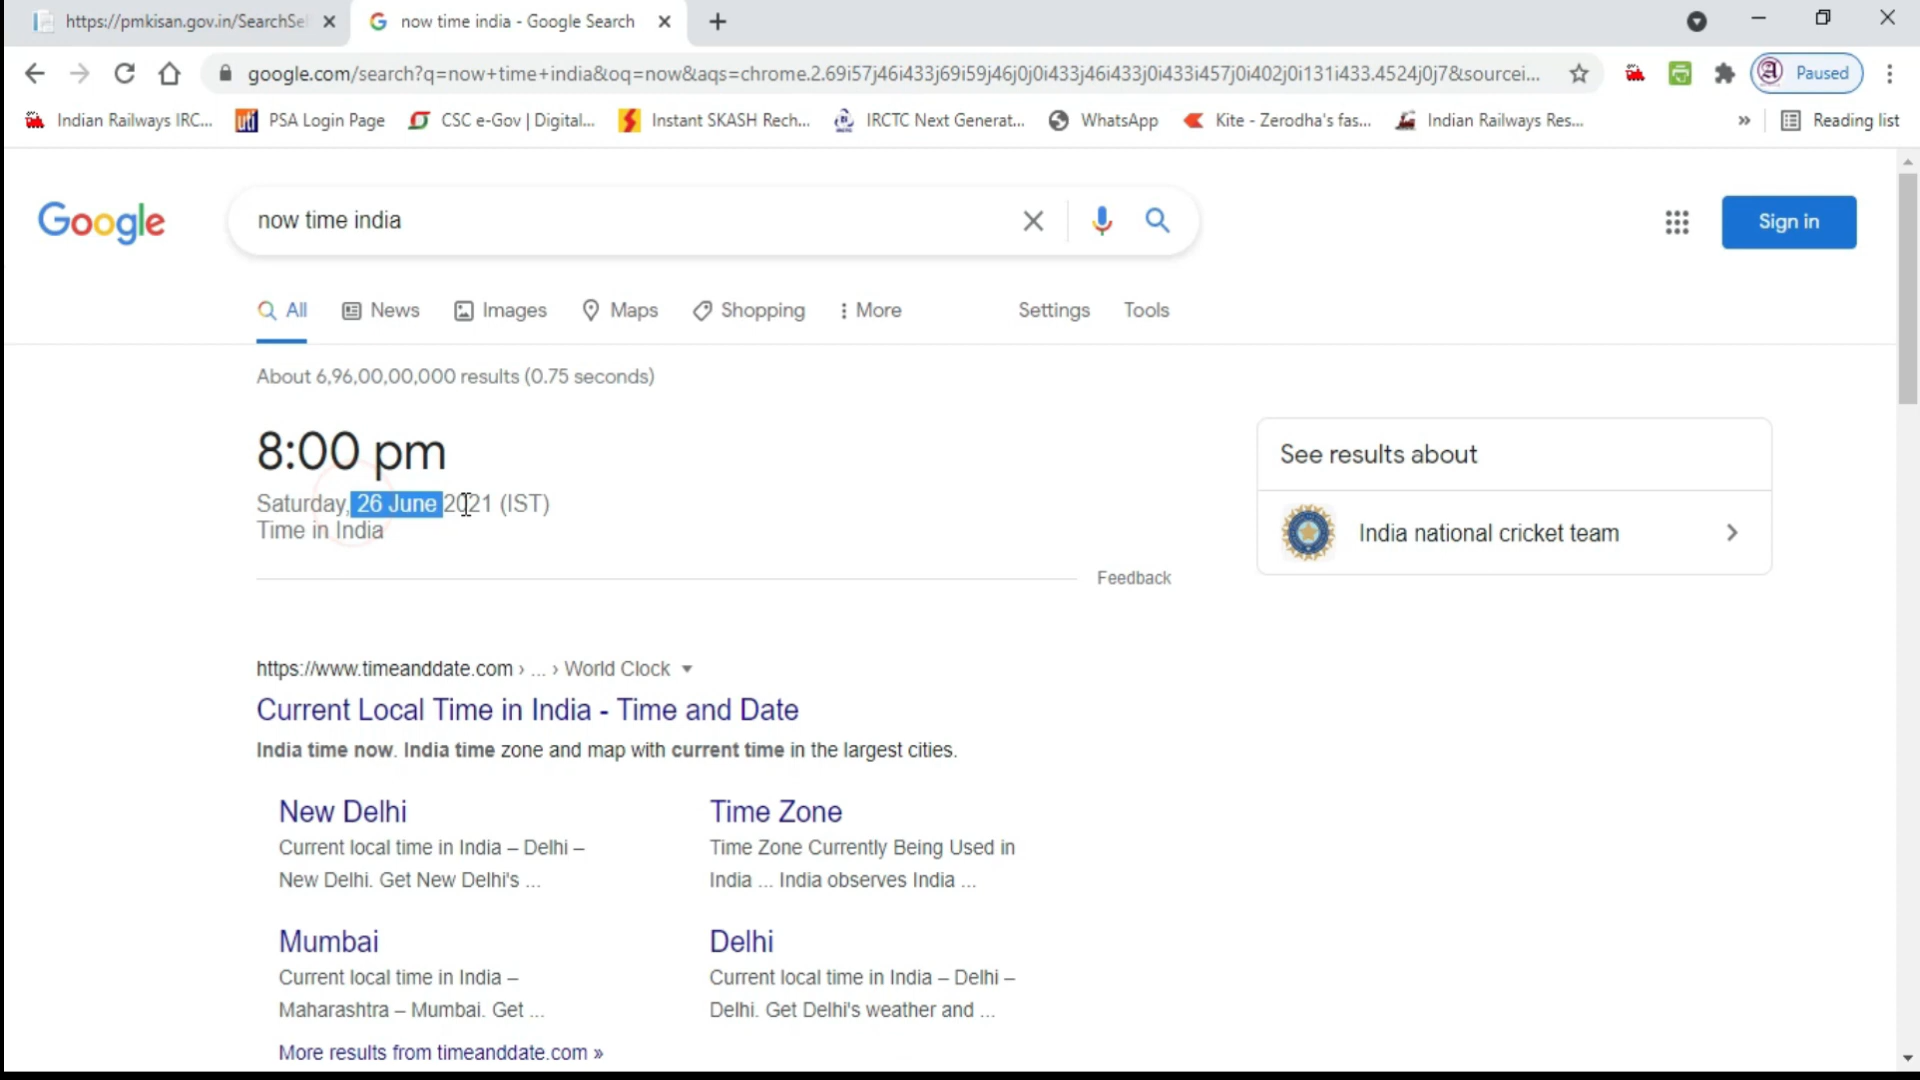 https://pmkisan.gov.in/SearchSel
now time india - Google Search
google.com/search?q=now+time+india&oq=now&aqs=chrome.2.69i57j46i433j69i59j46j0j0i433j46i433j0i433i457j0i402j0i131i433.4524j0j7&sourcei...
Paused
Indian Railways IRC...
PSA Login Page
CSC e-Gov | Digital...
Instant SKASH Rech...
IRCTC Next Generat...
WhatsApp
Kite - Zerodha's fas...
Indian Railways Res...
»
Reading list
Google
now time india
Sign in
All
News
Images
Maps
Shopping
More
Settings
Tools
About 6,96,00,00,000 results (0.75 seconds)
8:00 pm
Saturday, 26 June 2021 (IST)
Time in India
See results about
India national cricket team
Feedback
https://www.timeanddate.com › ... › World Clock
Current Local Time in India - Time and Date
India time now. India time zone and map with current time in the largest cities.
New Delhi
Current local time in India – Delhi –
New Delhi. Get New Delhi's ...
Time Zone
Time Zone Currently Being Used in
India ... India observes India ...
Mumbai
Current local time in India –
Maharashtra – Mumbai. Get ...
Delhi
Current local time in India – Delhi –
Delhi. Get Delhi's weather and ...
More results from timeanddate.com »